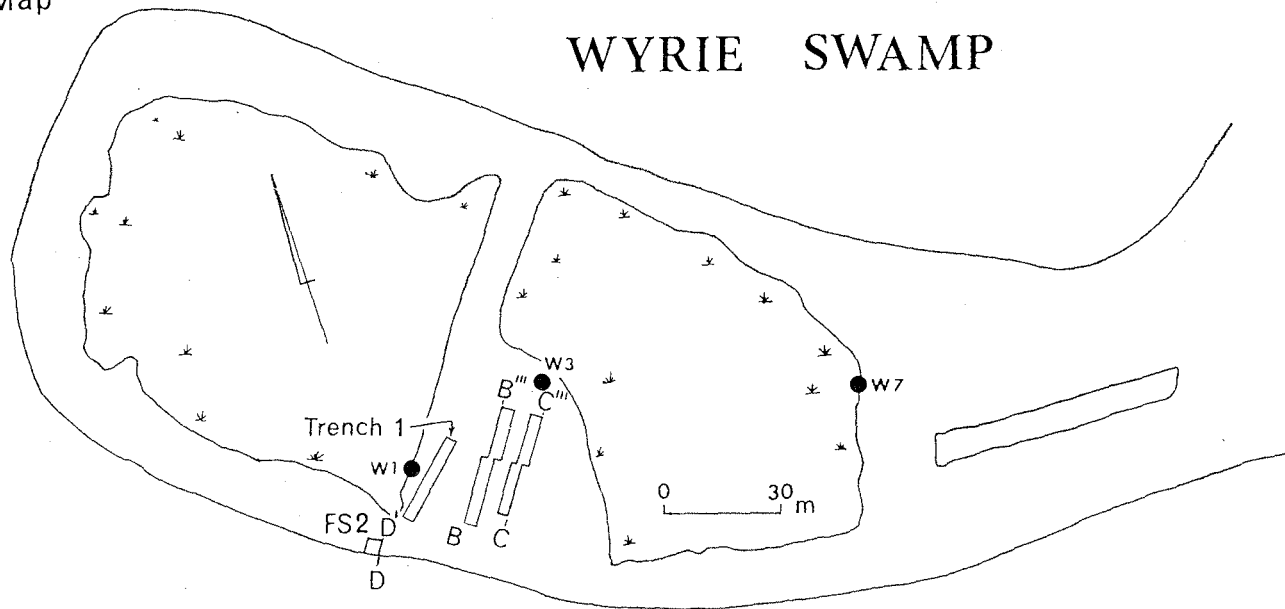 Map
WYRIE SWAMP
W3
B''' C'''
W7
Trench 1
W1
0 30 m
FS2 D'
B C
D